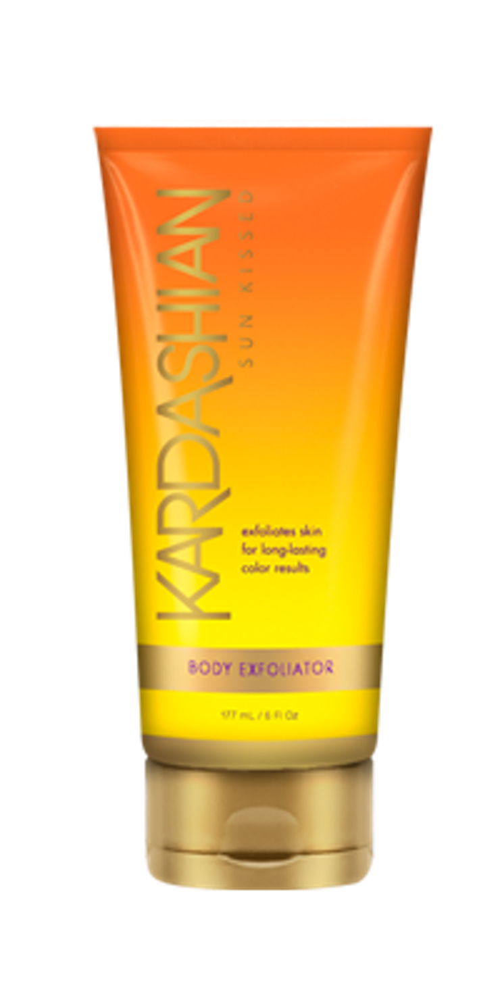 KARDASHIAN
SUN KISSED
exfoliates skin
for long-lasting
color results
BODY EXFOLIATOR
177 mL / 6 Fl Oz